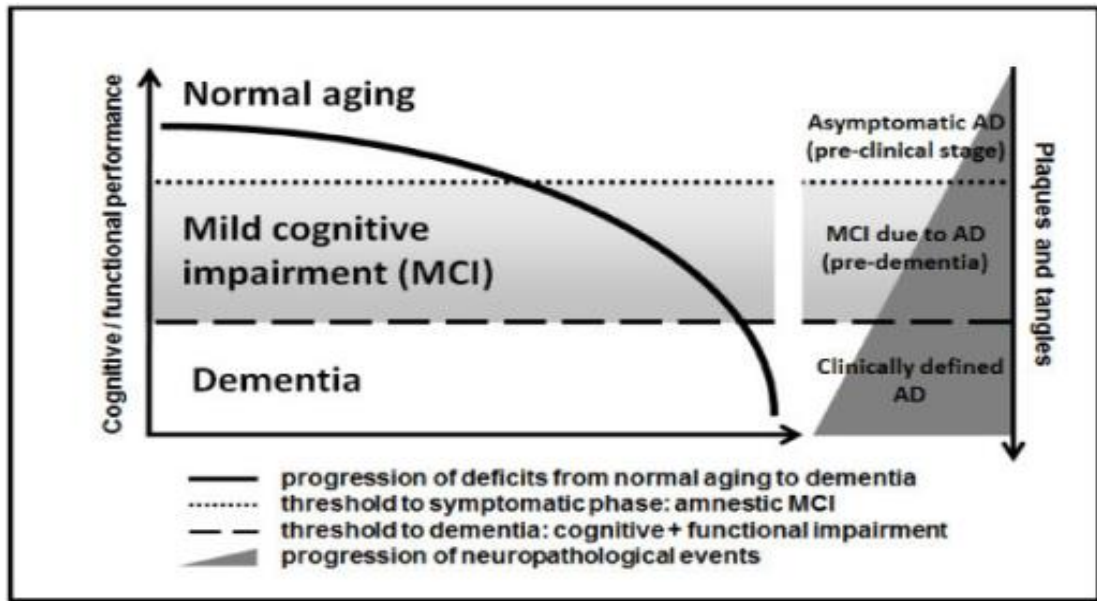 Cognitive / functional performance
Normal aging
Mild cognitive
impairment (MCI)
Dementia
Asymptomatic AD
(pre-clinical stage)
MCI due to AD
(pre-dementia)
Clinically defined
AD
Plaques and tangles
progression of deficits from normal aging to dementia
threshold to symptomatic phase: amnestic MCI
threshold to dementia: cognitive + functional impairment
progression of neuropathological events